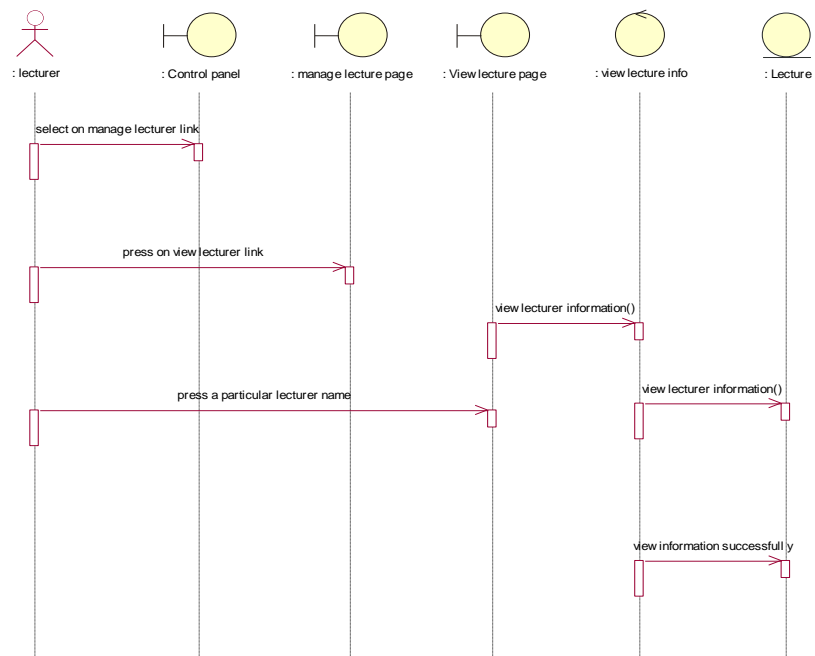 : lecturer
: Control panel
: manage lecture page
: View lecture page
: view lecture info
: Lecture
select on manage lecturer link
press on view lecturer link
view lecturer information()
press a particular lecturer name
view lecturer information()
view information successfull y